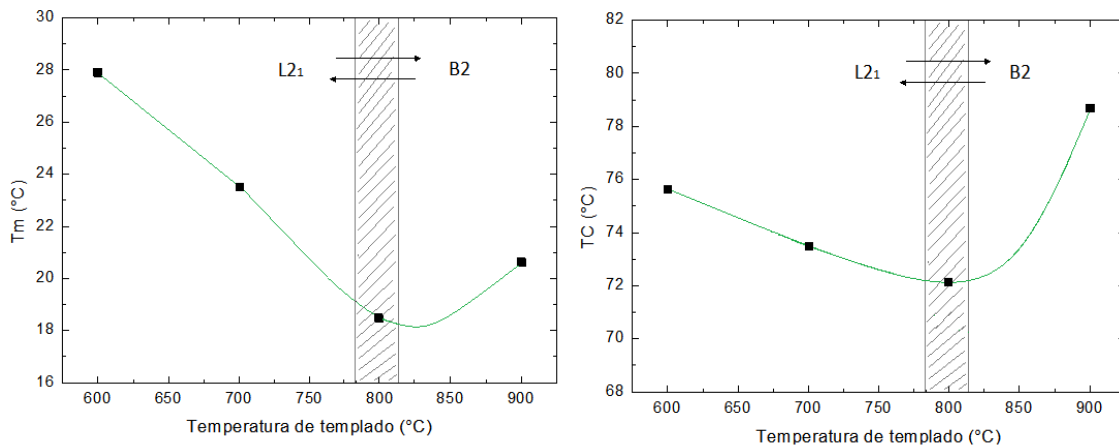 30
28
26
24
22
20
18
16
Tm (°C)
L2₁
B2
600 650 700 750 800 850 900
Temperatura de templado (°C)
82
80
78
76
74
72
70
68
TC (°C)
L2₁
B2
600 650 700 750 800 850 900
Temperatura de templado (°C)